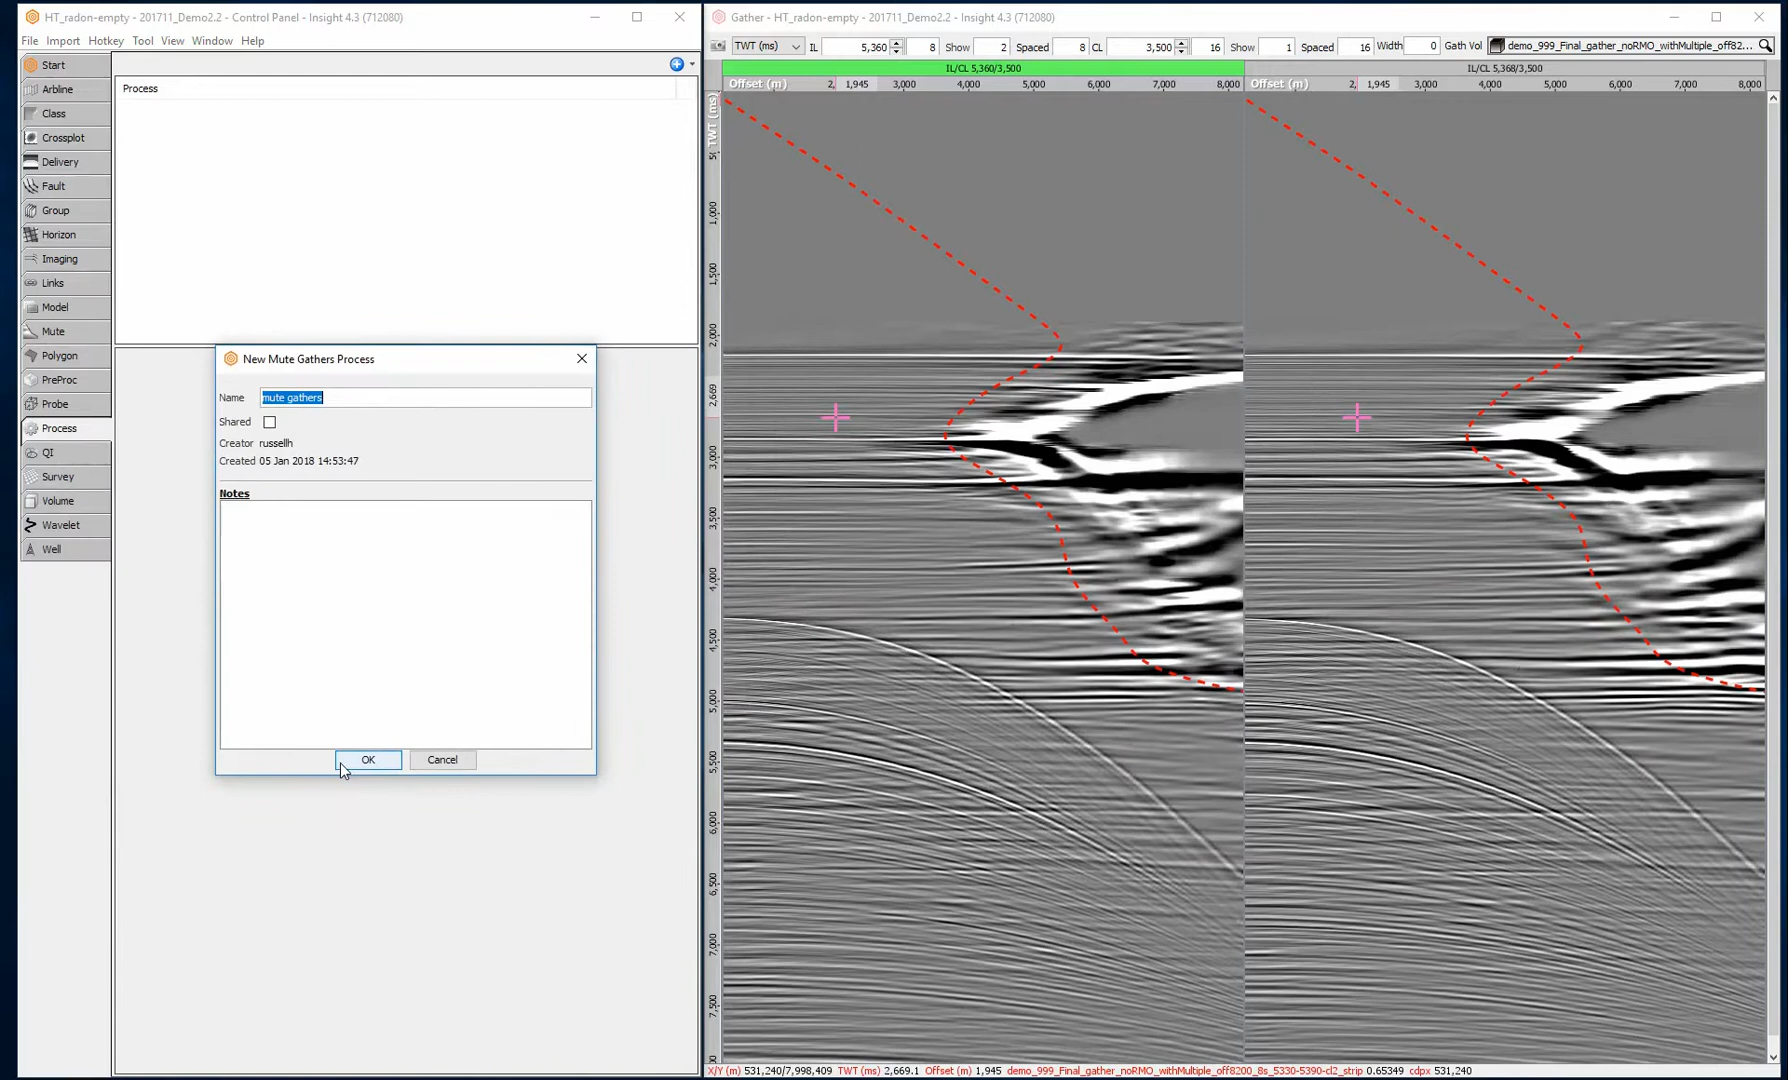 HT_radon-empty - 201711_Demo2.2 - Control Panel - Insight 4.3 (712080)
File Import Hotkey Tool View Window Help
Start
Arbline
Class
Crossplot
Delivery
Fault
Group
Horizon
Imaging
Links
Model
Mute
Polygon
PreProc
Probe
Process
QI
Survey
Volume
Wavelet
Well
Process
New Mute Gathers Process
Name mute gathers
Shared
Creator russellh
Created 05 Jan 2018 14:53:47
Notes
OK Cancel
Gather - HT_radon-empty - 201711_Demo2.2 - Insight 4.3 (712080)
TWT (ms) IL 5,360 8 Show 2 Spaced 8 CL 3,500 16 Show 1 Spaced 16 Width 0 Gath Vol demo_999_Final_gather_noRMO_withMultiple_off82...
IL/CL 5,360/3,500 IL/CL 5,368/3,500
Offset (m) 2, 1,945 3,000 4,000 5,000 6,000 7,000 8,000 Offset (m) 2, 1,945 3,000 4,000 5,000 6,000 7,000 8,000
TWT (ms)
1,000
1,500
2,000
2,669
3,000
3,500
4,000
4,500
5,000
5,500
6,000
6,500
7,000
7,500
X/Y (m) 531,240/7,998,409 TWT (ms) 2,669.1 Offset (m) 1,945 demo_999_Final_gather_noRMO_withMultiple_off8200_8s_5330-5390-cl2_strip 0.65349 cdpx 531,240